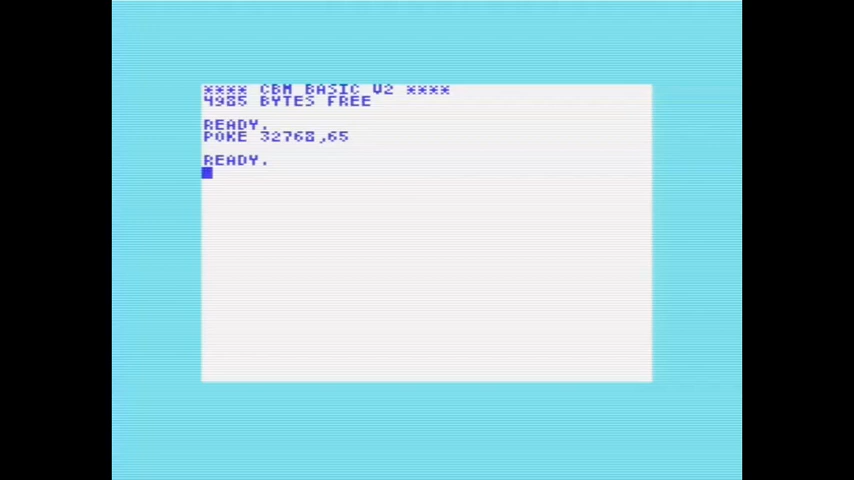 **** CBM BASIC V2 ****
4985 BYTES FREE
READY.
POKE 32768,65
READY.